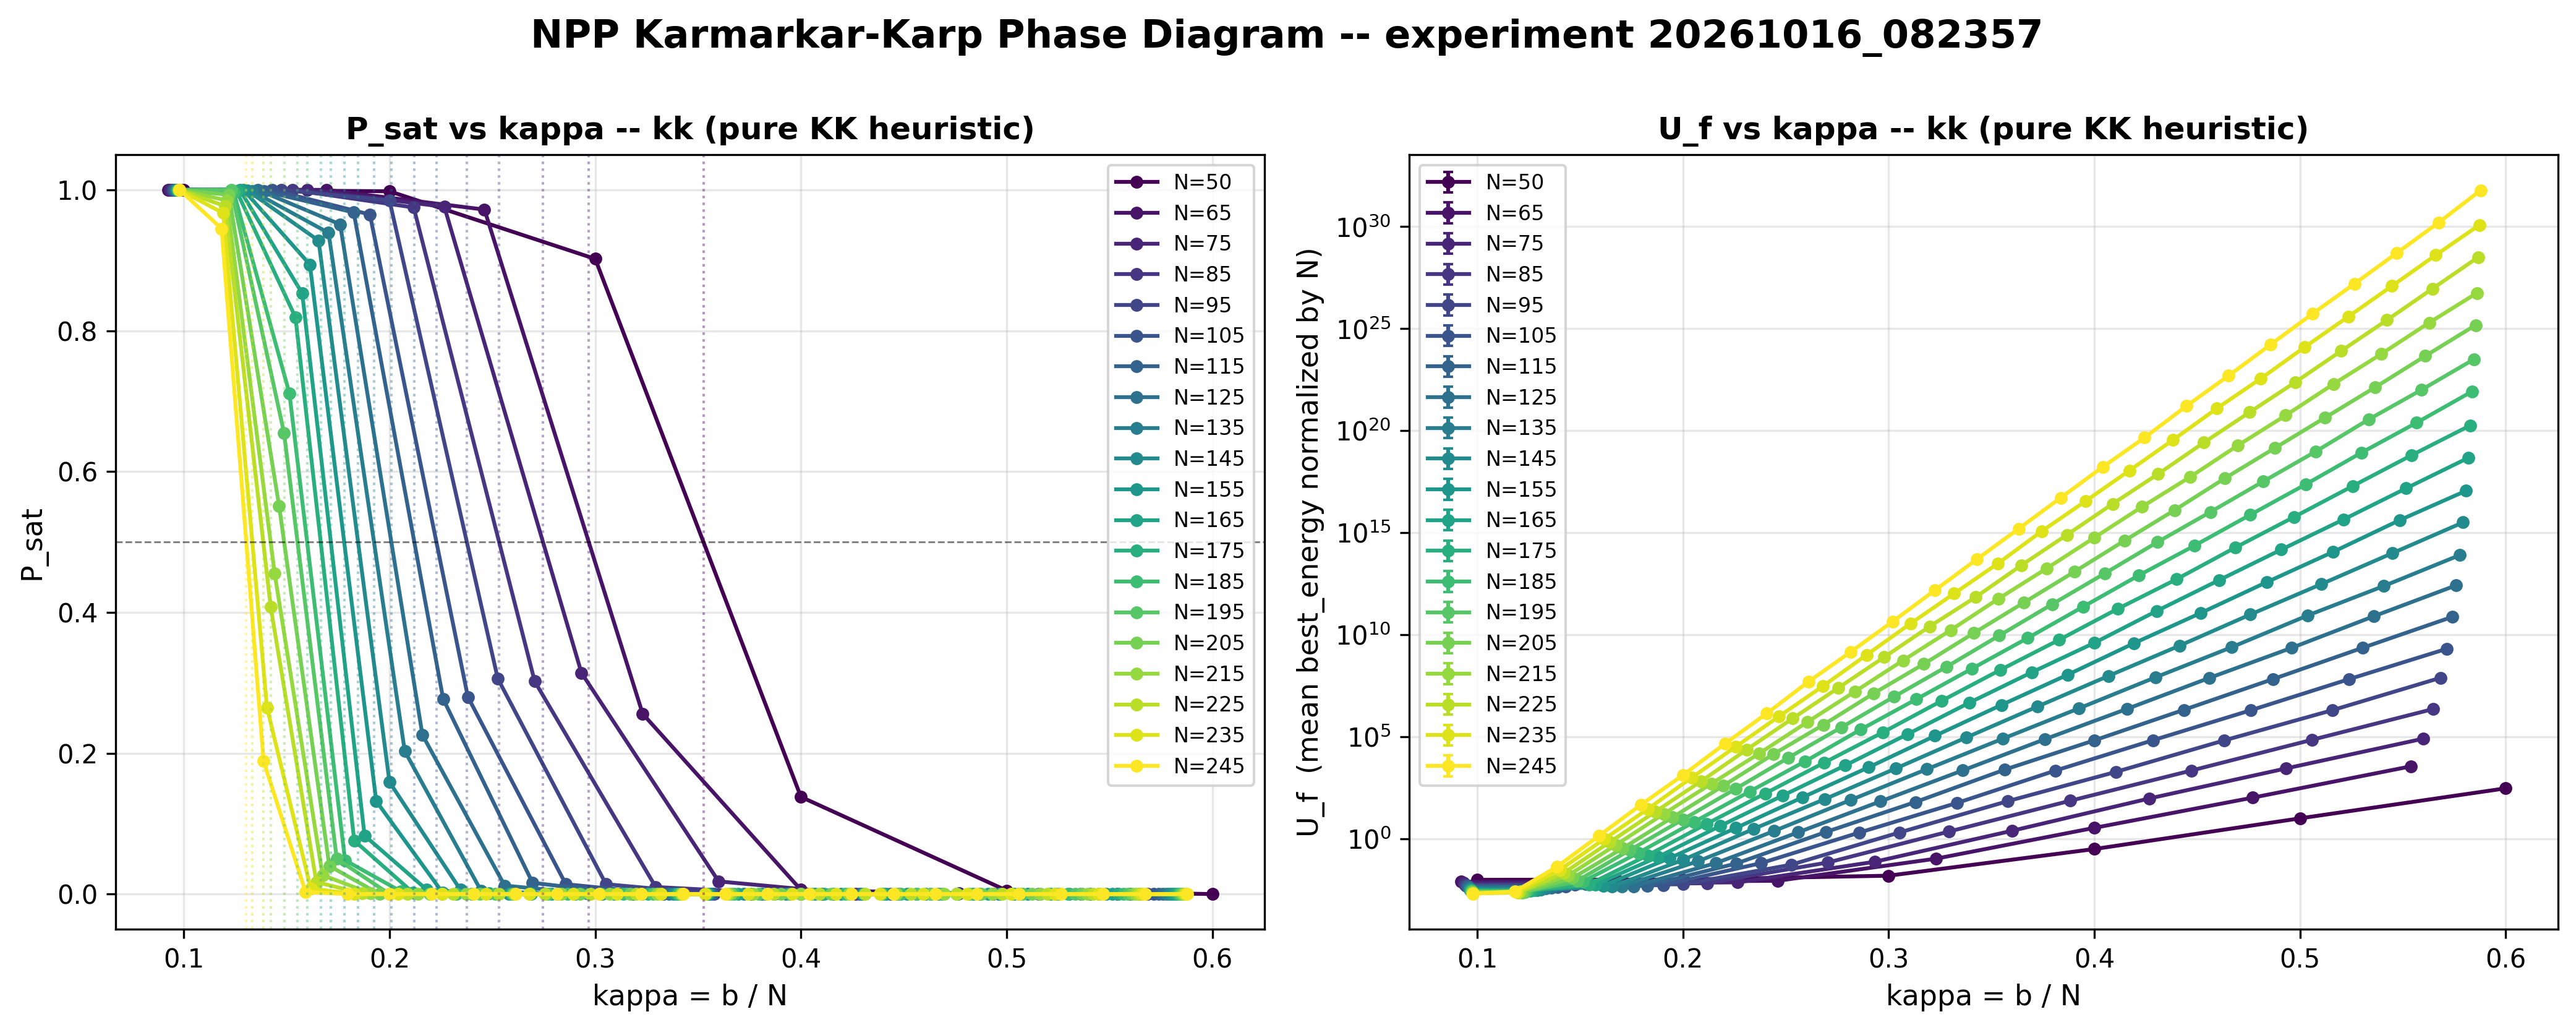 NPP Karmarkar-Karp Phase Diagram -- experiment 20261016_082357
P_sat vs kappa -- kk (pure KK heuristic)
P_sat
1.0
0.8
0.6
0.4
0.2
0.0
0.1
0.2
0.3
0.4
0.5
0.6
kappa = b / N
N=50
N=65
N=75
N=85
N=95
N=105
N=115
N=125
N=135
N=145
N=155
N=165
N=175
N=185
N=195
N=205
N=215
N=225
N=235
N=245
U_f vs kappa -- kk (pure KK heuristic)
U_f (mean best_energy normalized by N)
10^30
10^25
10^20
10^15
10^10
10^5
10^0
0.1
0.2
0.3
0.4
0.5
0.6
kappa = b / N
N=50
N=65
N=75
N=85
N=95
N=105
N=115
N=125
N=135
N=145
N=155
N=165
N=175
N=185
N=195
N=205
N=215
N=225
N=235
N=245